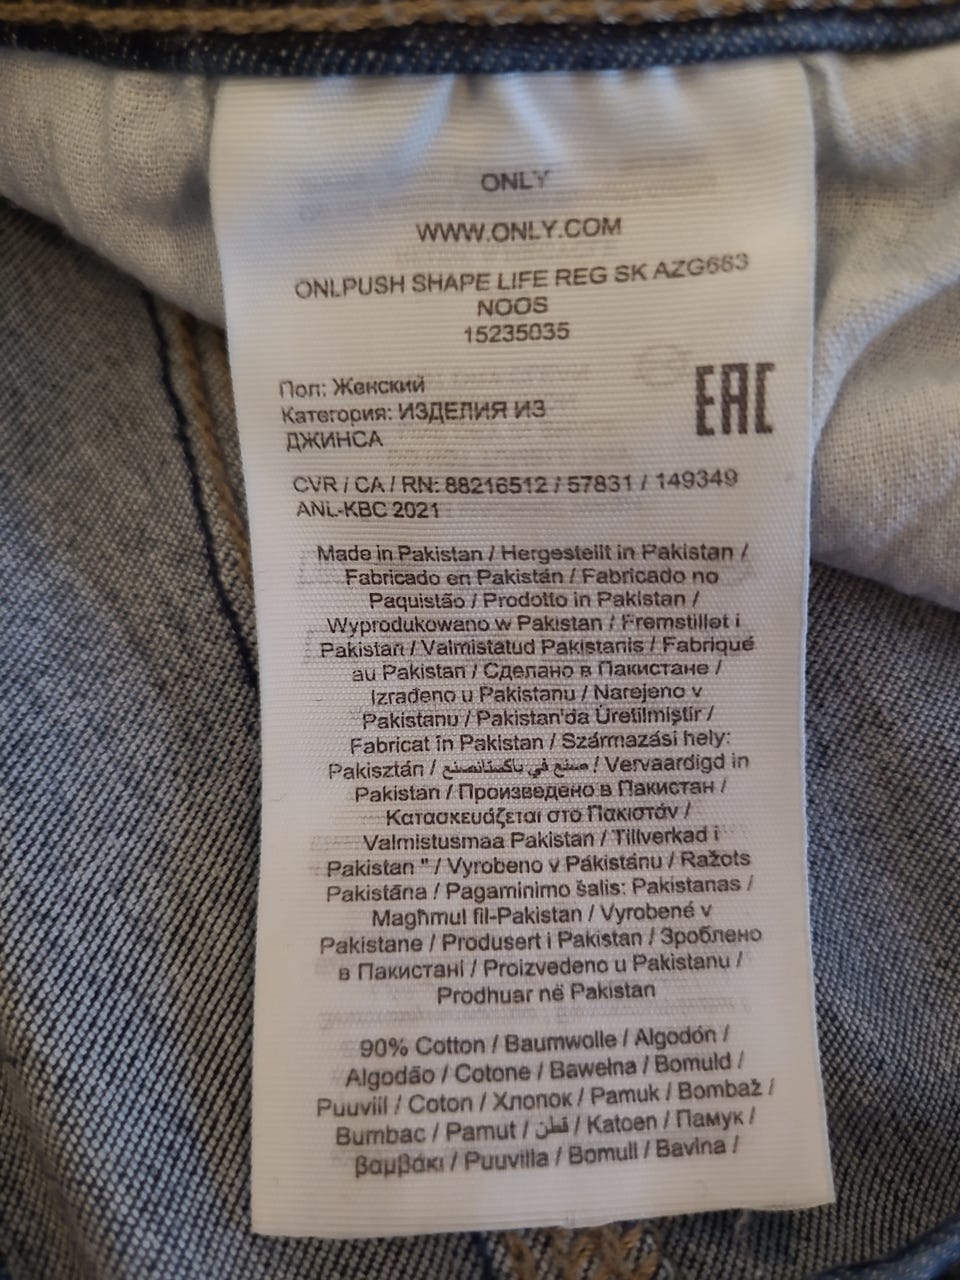 ONLY
WWW.ONLY.COM
ONLPUSH SHAPE LIFE REG SK AZG683
NOOS
15235035
Пол: Женский
Категория: ИЗДЕЛИЯ ИЗ
ДЖИНСА
EAC
CVR / CA / RN: 88216512 / 57831 / 149349
ANL-KBC 2021
Made in Pakistan / Hergestellt in Pakistan /
Fabricado en Pakistán / Fabricado no
Paquistão / Prodotto in Pakistan /
Wyprodukowano w Pakistan / Fremstillet i
Pakistan / Valmistatud Pakistanis / Fabriqué
au Pakistan / Сделано в Пакистане /
Izrađeno u Pakistanu / Narejeno v
Pakistanu / Pakistan'da Üretilmiştir /
Fabricat în Pakistan / Származási hely:
Pakisztán / صنع في باكستانصنع / Vervaardigd in
Pakistan / Произведено в Пакистан /
Κατασκευάζεται στο Πακιστάν /
Valmistusmaa Pakistan / Tillverkad i
Pakistan " / Vyrobeno v Pákistánu / Ražots
Pakistāna / Pagaminimo šalis: Pakistanas /
Magħmul fil-Pakistan / Vyrobené v
Pakistane / Produsert i Pakistan / Зроблено
в Пакистані / Proizvedeno u Pakistanu /
Prodhuar në Pakistan
90% Cotton / Baumwolle / Algodón /
Algodão / Cotone / Bawełna / Bomuld /
Puuviil / Coton / Хлопок / Pamuk / Bombaž /
Bumbac / Pamut / قطن / Katoen / Памук /
βαμβάκι / Puuvilla / Bomull / Bavlna /